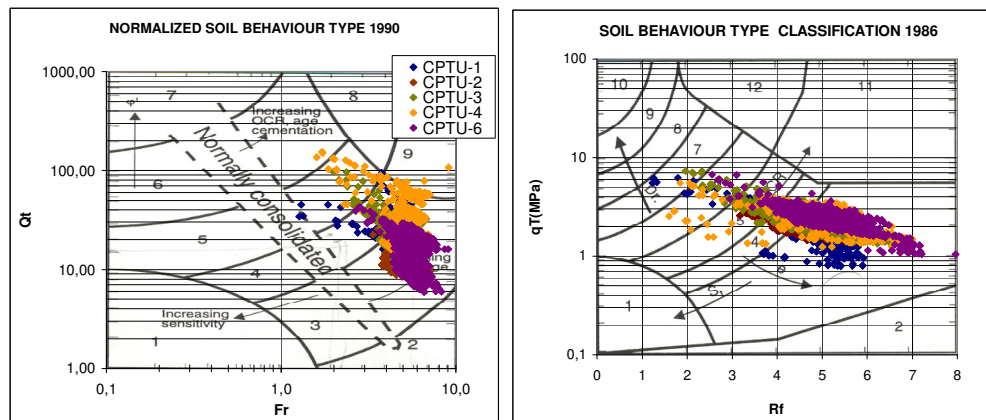 NORMALIZED SOIL BEHAVIOUR TYPE 1990
1000,00
100,00
10,00
1,00
Qt
0,1
1,0
10,0
Fr
CPTU-1
CPTU-2
CPTU-3
CPTU-4
CPTU-6
7
8
9
φ'
Increasing
OCR, age
cementation
Normally consolidated
6
5
4
3
2
1
Increasing
sensitivity
SOIL BEHAVIOUR TYPE CLASSIFICATION 1986
100
10
1
0,1
qT(MPa)
0
1
2
3
4
5
6
7
8
Rf
10
9
8
7
12
11
Dr.
4
e
St
1
2